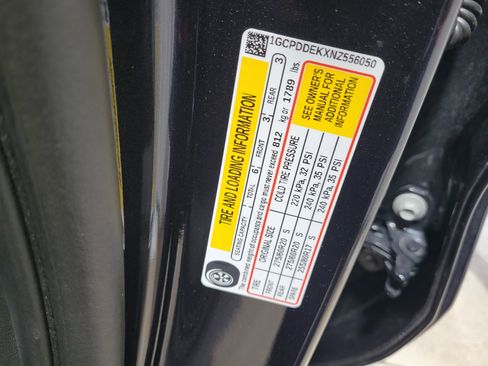 1GCPDDEKXNZ556050
TIRE AND LOADING INFORMATION
SEATING CAPACITY TOTAL 6 FRONT 3 REAR 3
The combined weight of occupants and cargo must never exceed 812 kg or 1789 lbs.
TIRE ORIGINAL SIZE COLD TIRE PRESSURE
FRONT 275/60R20 S 220 kPa, 32 PSI
REAR 275/60R20 S 240 kPa, 35 PSI
SPARE 255/80R17 S 240 kPa, 35 PSI
SEE OWNER'S
MANUAL FOR
ADDITIONAL
INFORMATION